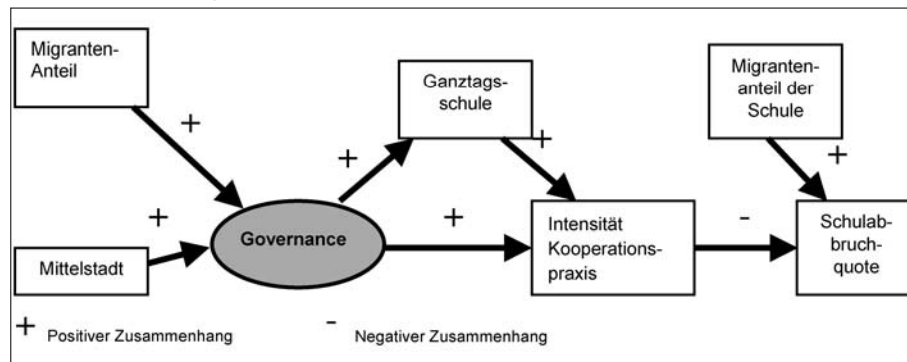 Migranten-
Anteil
+
Ganztags-
schule
Migranten-
anteil der
Schule
+
+
+
+
Governance
+
Intensität
Kooperations-
praxis
-
Schulab-
bruch-
quote
Mittelstadt
+ Positiver Zusammenhang
- Negativer Zusammenhang